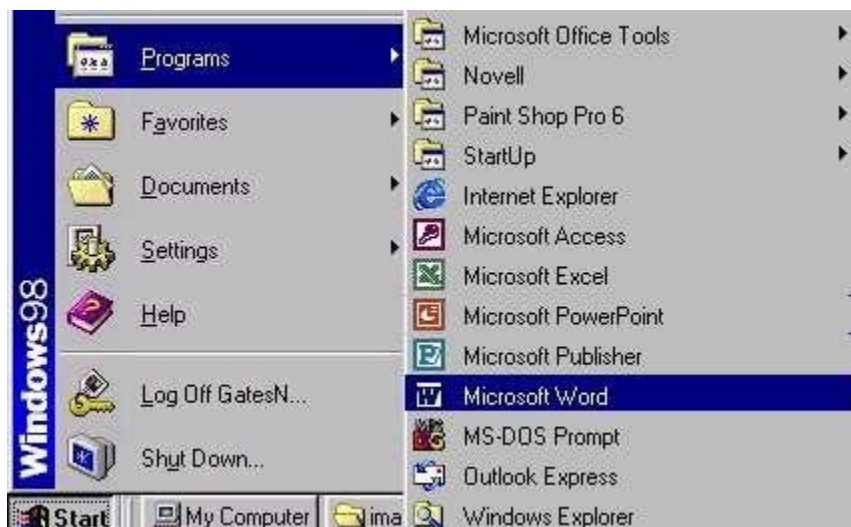 Programs
Favorites
Documents
Settings
Help
Log Off GatesN...
Shut Down...
Windows98
Start
My Computer
ima
Microsoft Office Tools
Novell
Paint Shop Pro 6
StartUp
Internet Explorer
Microsoft Access
Microsoft Excel
Microsoft PowerPoint
Microsoft Publisher
Microsoft Word
MS-DOS Prompt
Outlook Express
Windows Explorer